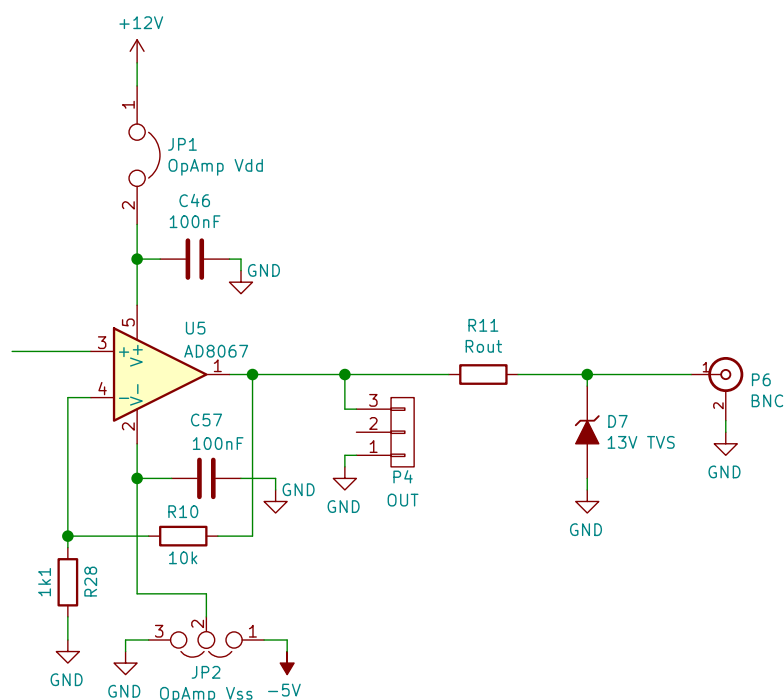 +12V
1
JP1
OpAmp Vdd
2
C46
100nF
GND
5
U5
AD8067
3
+
V+
1
4
-
V-
2
R11
Rout
1
P6
BNC
2
GND
3
2
1
P4
OUT
GND
D7
13V TVS
GND
C57
100nF
GND
R10
10k
1k1
R28
GND
3
2
1
JP2
OpAmp Vss
GND
-5V